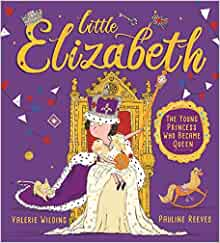 Little
Elizabeth
THE YOUNG
PRINCESS
WHO BECAME
QUEEN
VALERIE WILDING
PAULINE REEVES